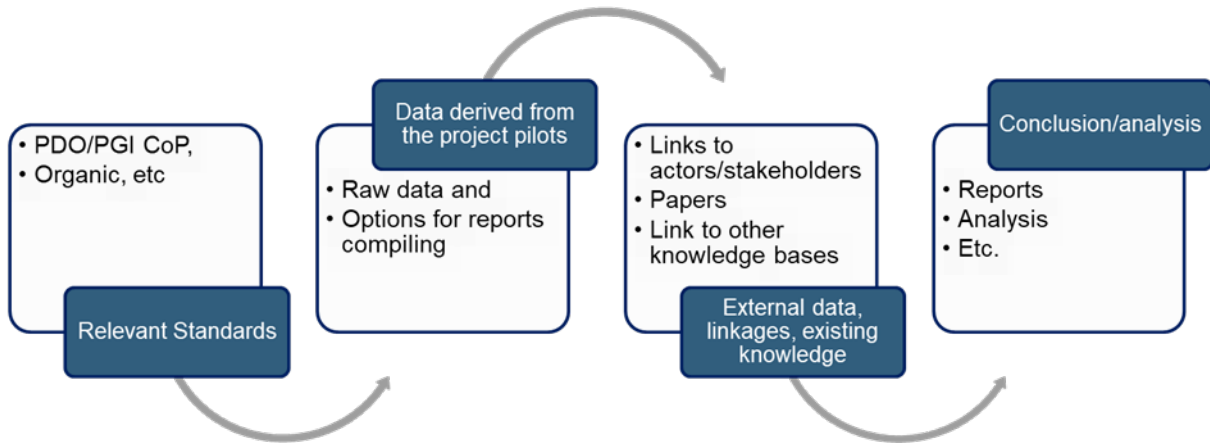 • PDO/PGI CoP,
• Organic, etc
Relevant Standards
Data derived from
the project pilots
• Raw data and
• Options for reports
compiling
• Links to
actors/stakeholders
• Papers
• Link to other
knowledge bases
External data,
linkages, existing
knowledge
Conclusion/analysis
• Reports
• Analysis
• Etc.